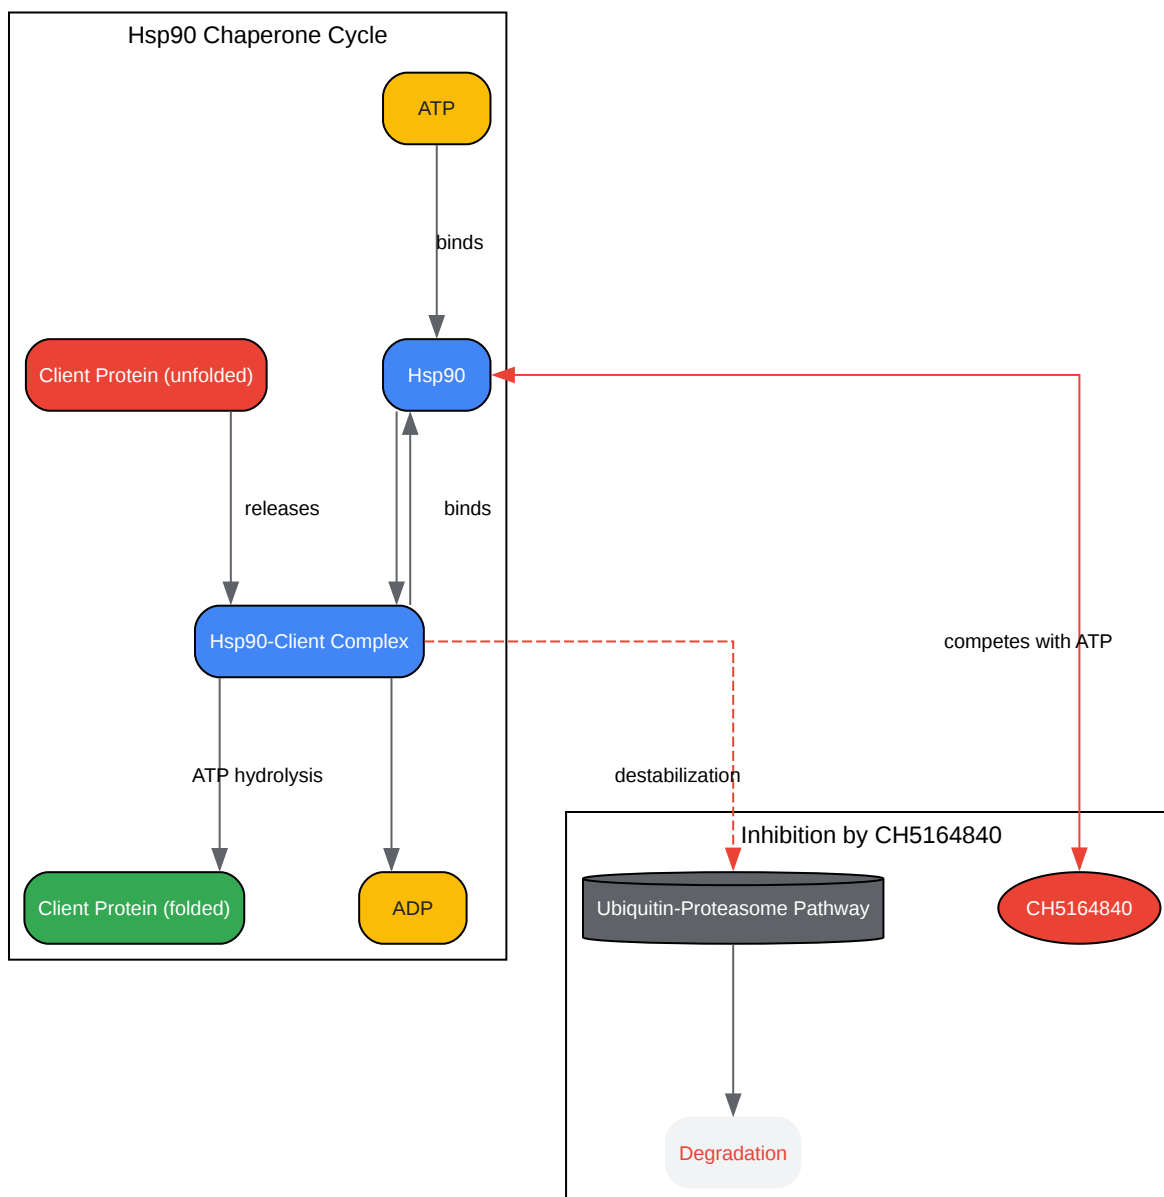 Hsp90 Chaperone Cycle
ATP
binds
Client Protein (unfolded)
Hsp90
releases
binds
Hsp90-Client Complex
competes with ATP
ATP hydrolysis
destabilization
Inhibition by CH5164840
Client Protein (folded)
ADP
Ubiquitin-Proteasome Pathway
CH5164840
Degradation